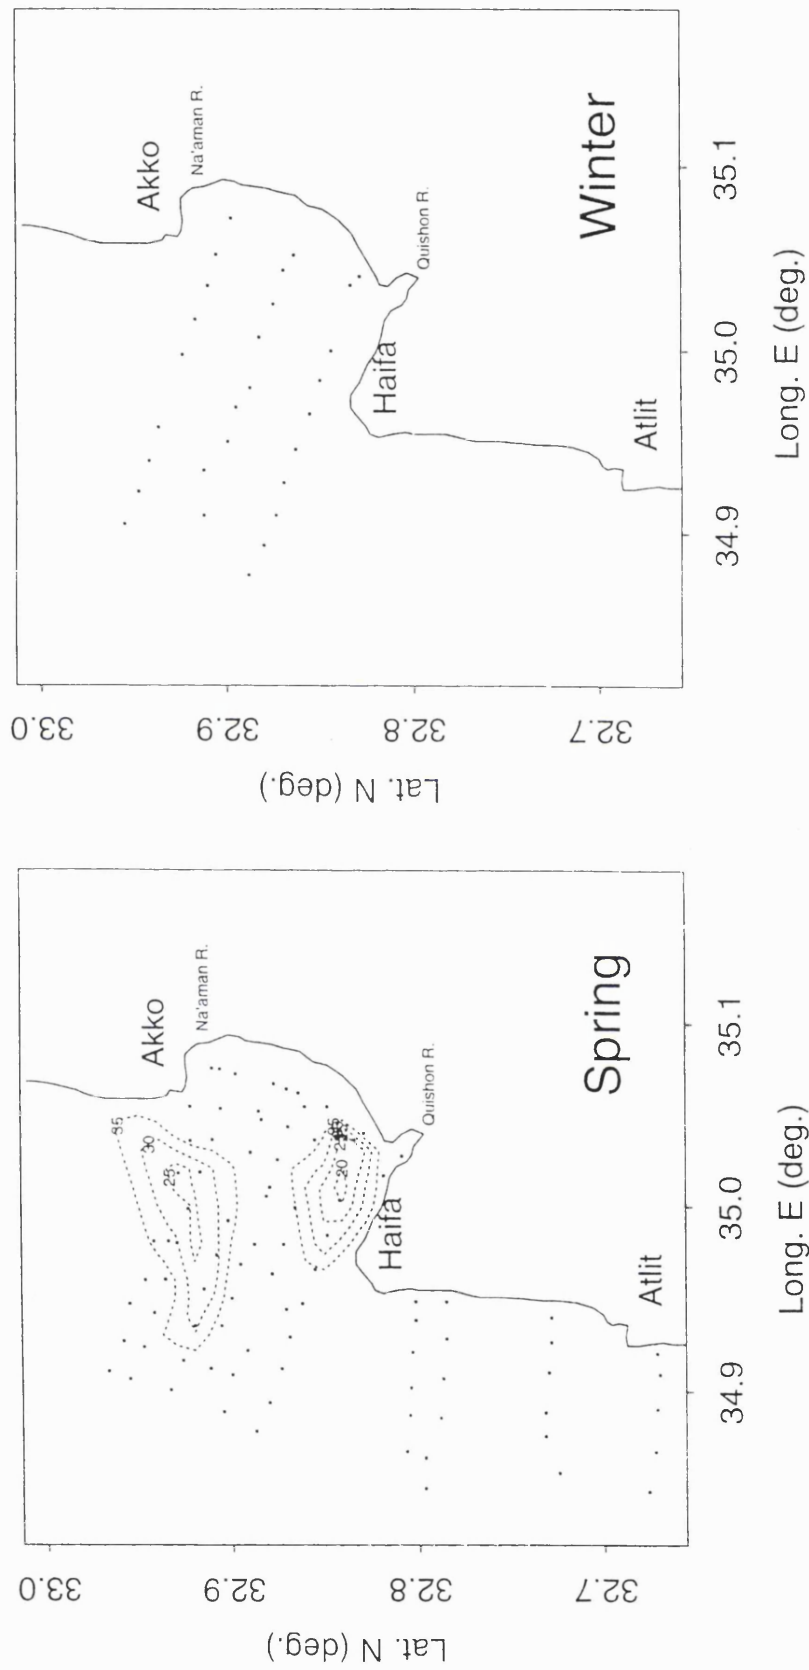 Spring
Akko
Na'aman R.
Haifa
Quishon R.
Atlit
35
30
25
20
33.0
32.9
32.8
32.7
Lat. N (deg.)
34.9
35.0
35.1
Long. E (deg.)
Winter
Akko
Na'aman R.
Haifa
Quishon R.
Atlit
33.0
32.9
32.8
32.7
Lat. N (deg.)
34.9
35.0
35.1
Long. E (deg.)